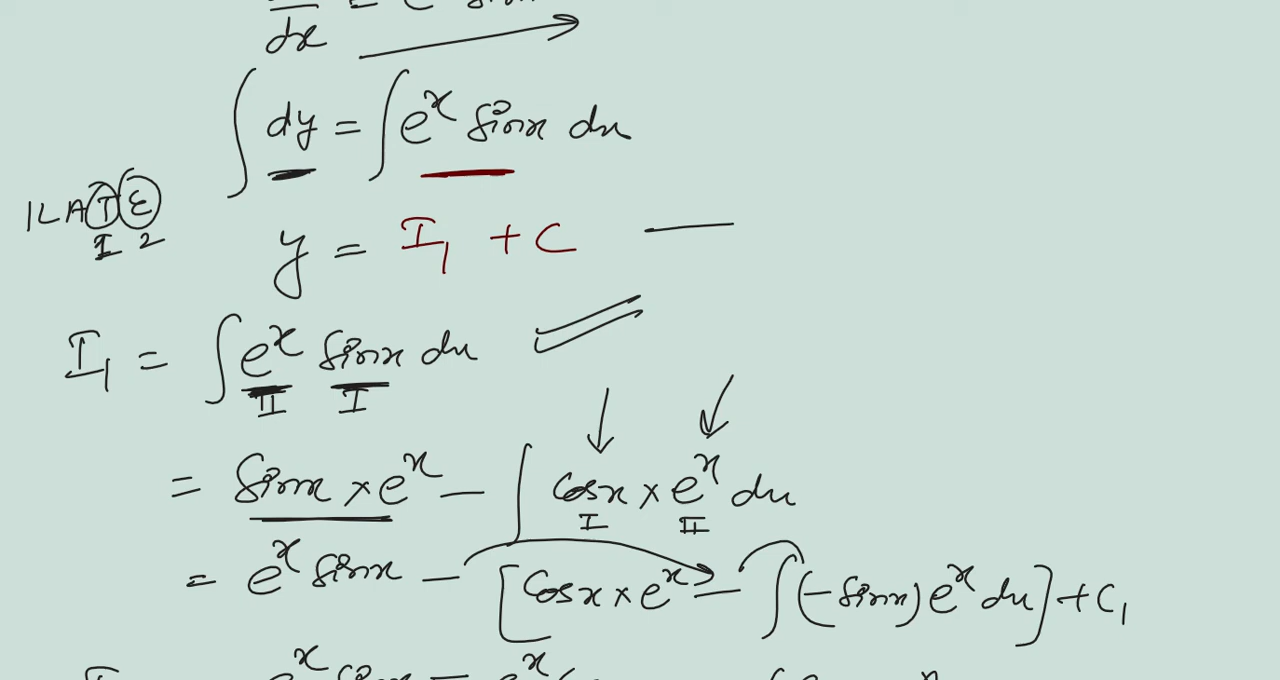 dx
∫ dy = ∫ e^x sinx dx
ILATE
I 2
y = I₁ + C
I₁ = ∫ e^x sinx dx
II I
= sinx × e^x - ∫ cosx × e^x dx
I II
= e^x sinx - [cosx × e^x - ∫(-sinx) e^x dx] + C₁